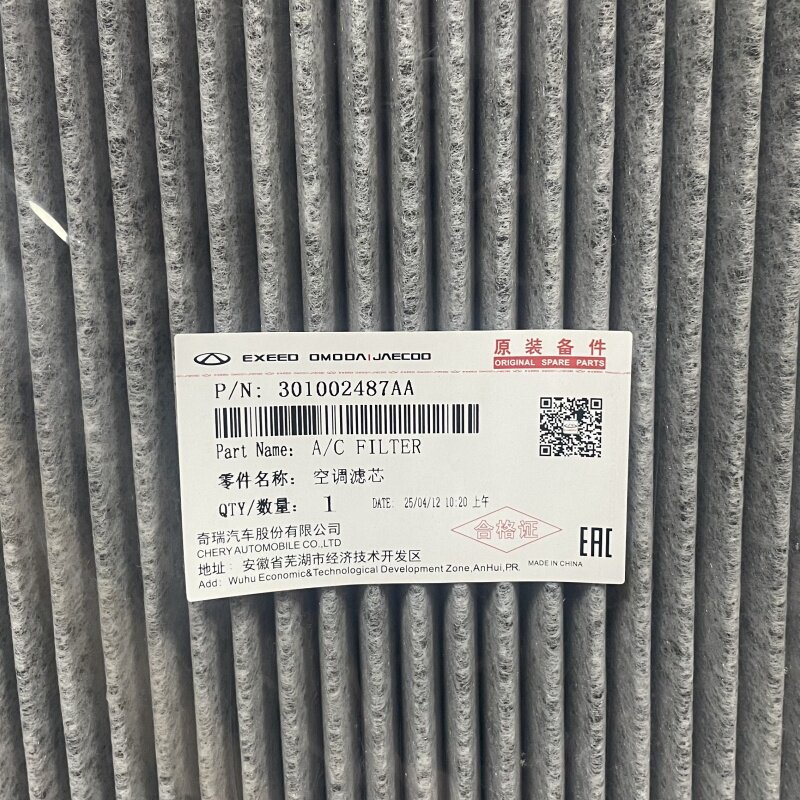 EXEED OMODA|JAECOO
原装备件
ORIGINAL SPARE PARTS
P/N: 301002487AA
Part Name: A/C FILTER
零件名称: 空调滤芯
QTY/数量: 1 DATE: 25/04/12 10:20 上午
合格证
奇瑞汽车股份有限公司
CHERY AUTOMOBILE CO.,LTD
地址: 安徽省芜湖市经济技术开发区
Add: Wuhu Economic&Technological Development Zone,AnHui,PR.
MADE IN CHINA
EAC